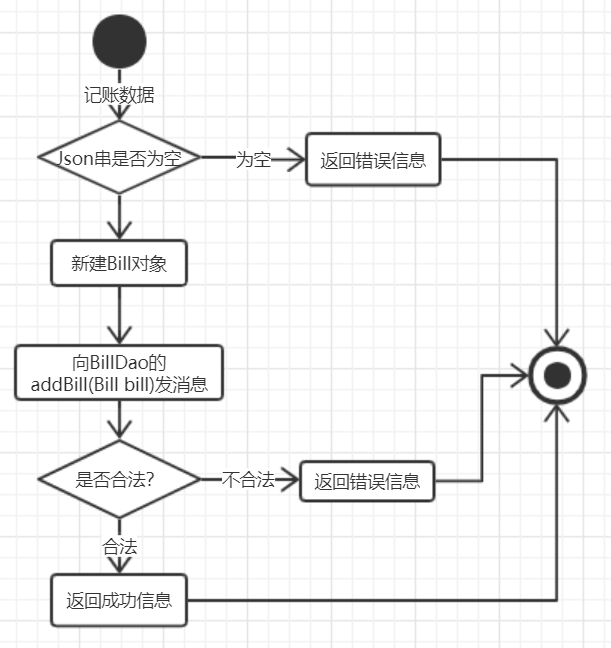 记账数据
Json串是否为空
为空
返回错误信息
新建Bill对象
向BillDao的
addBill(Bill bill)发消息
是否合法?
不合法
返回错误信息
合法
返回成功信息